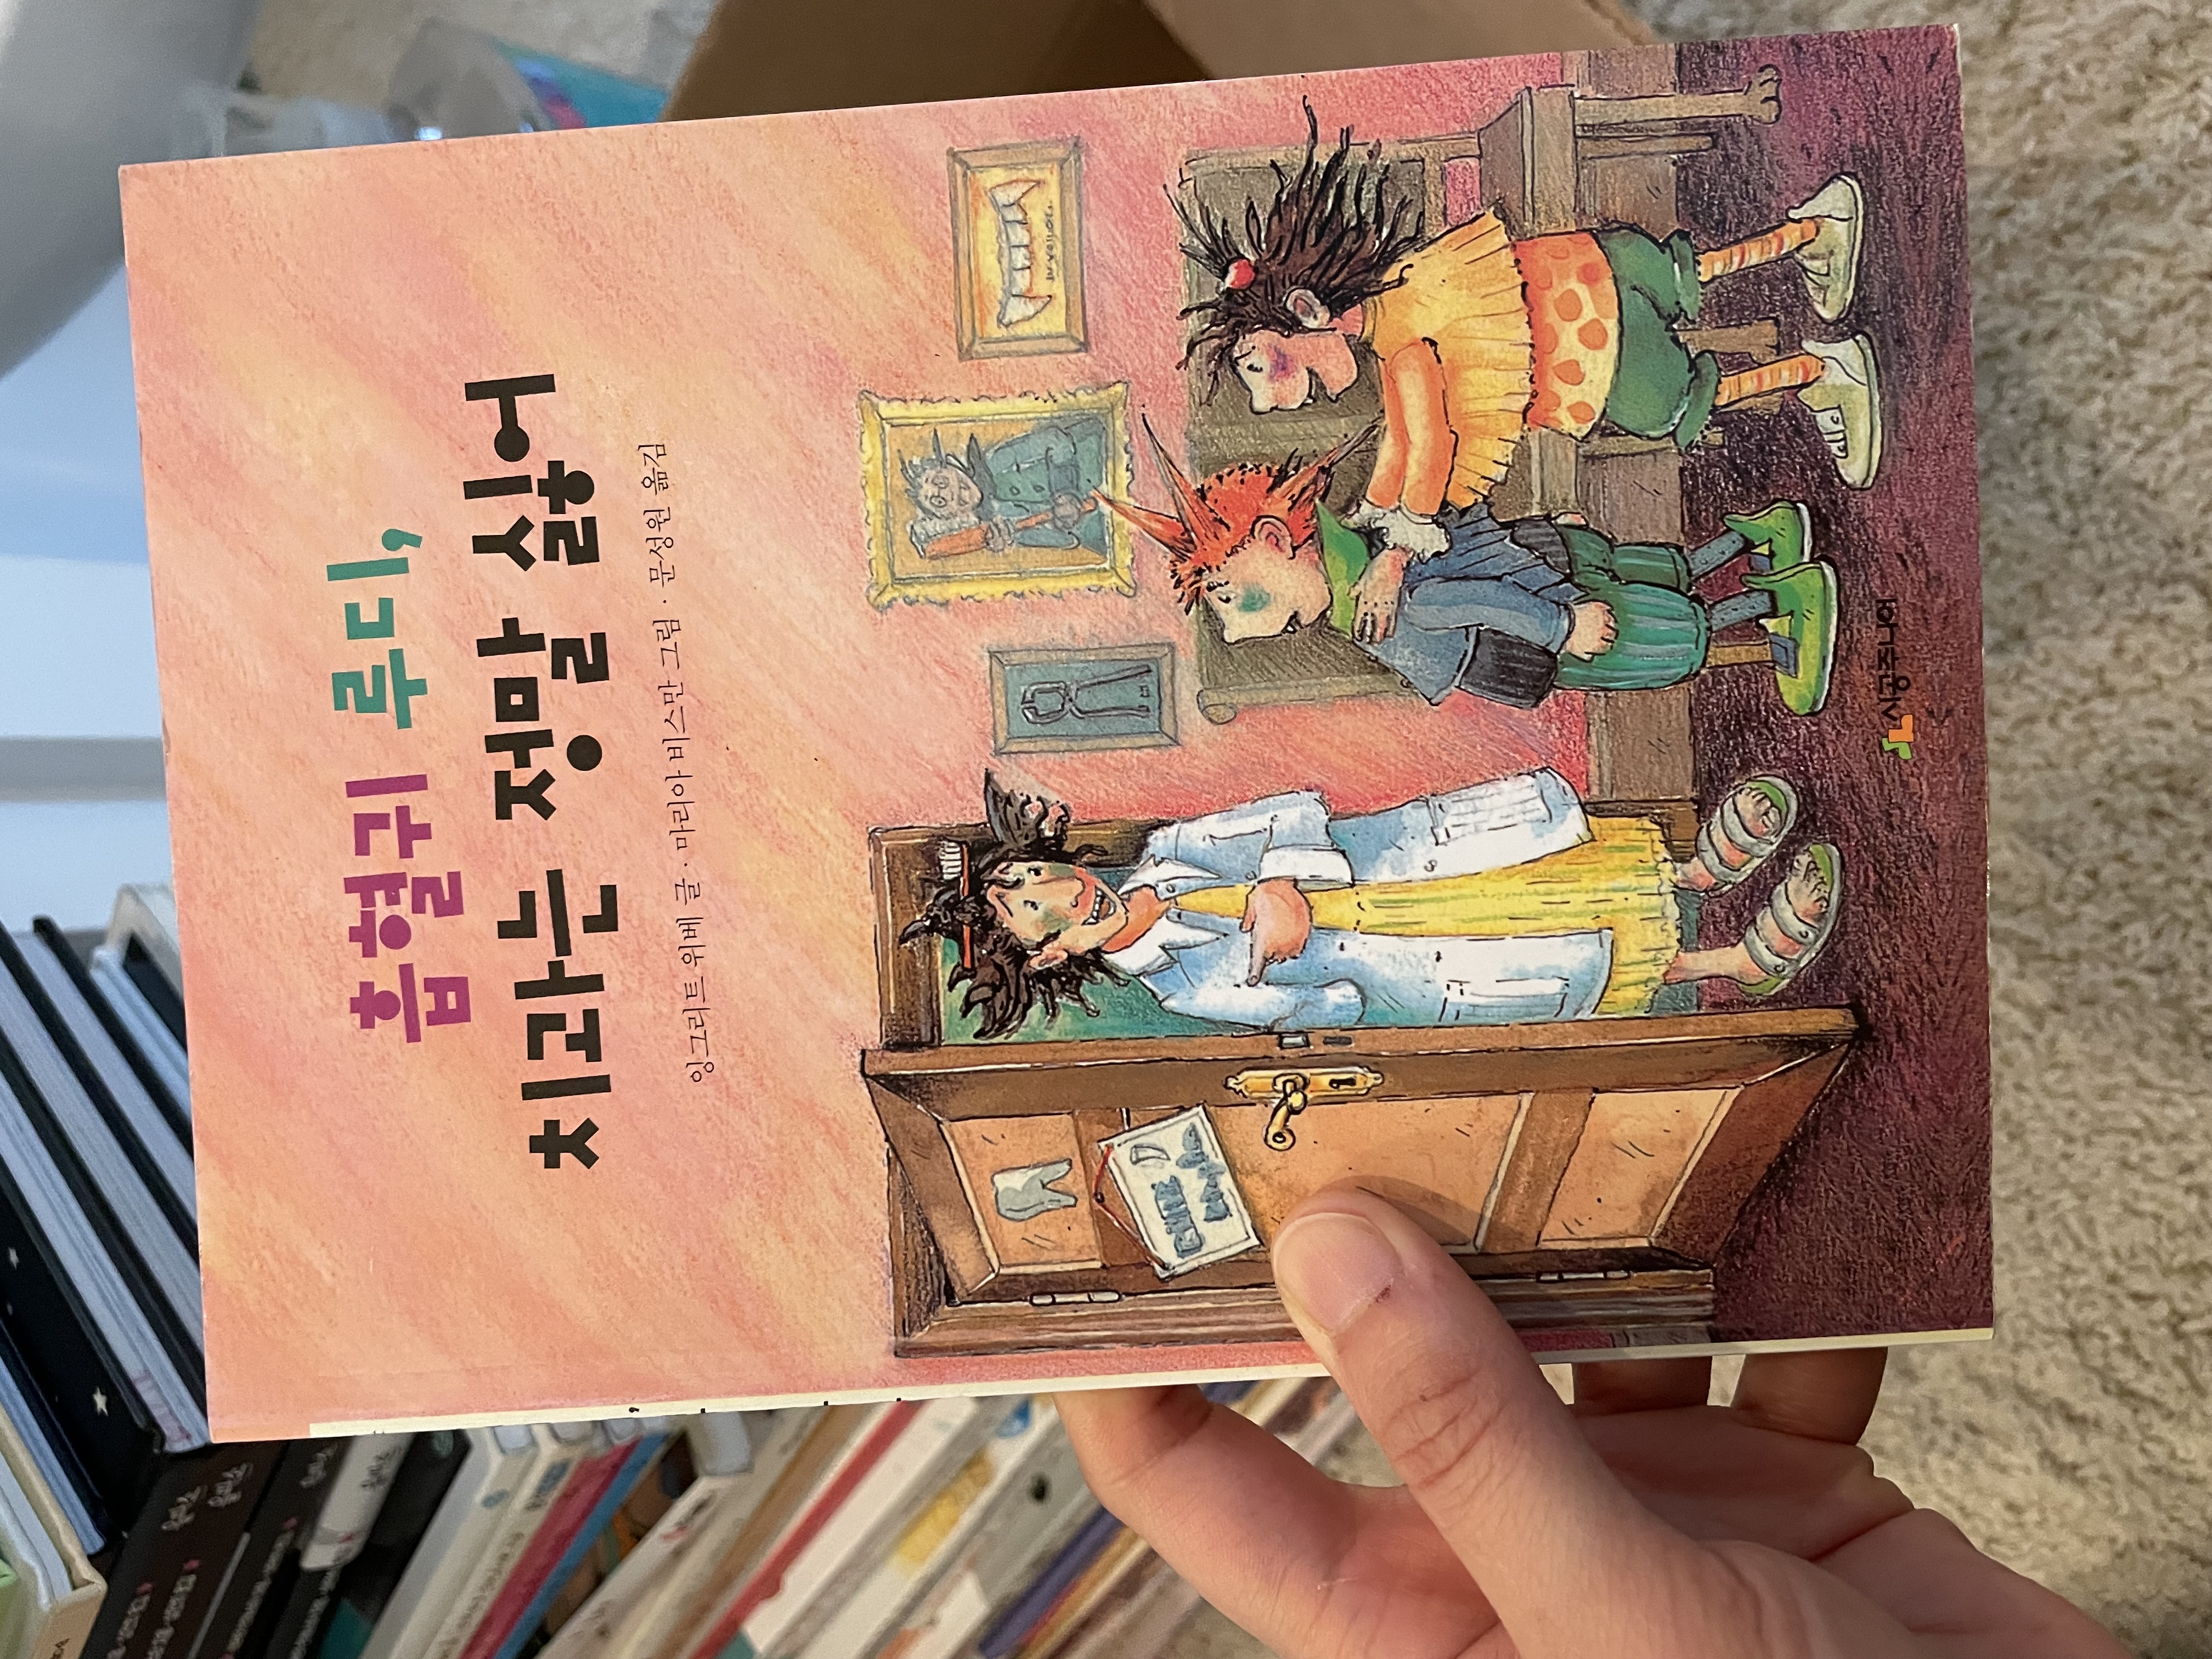 흡혈귀 루디,
치과는 정말 싫어
잉그리트 위베 글 · 마리아 비스만 그림 · 문성원 옮김
시공주니어